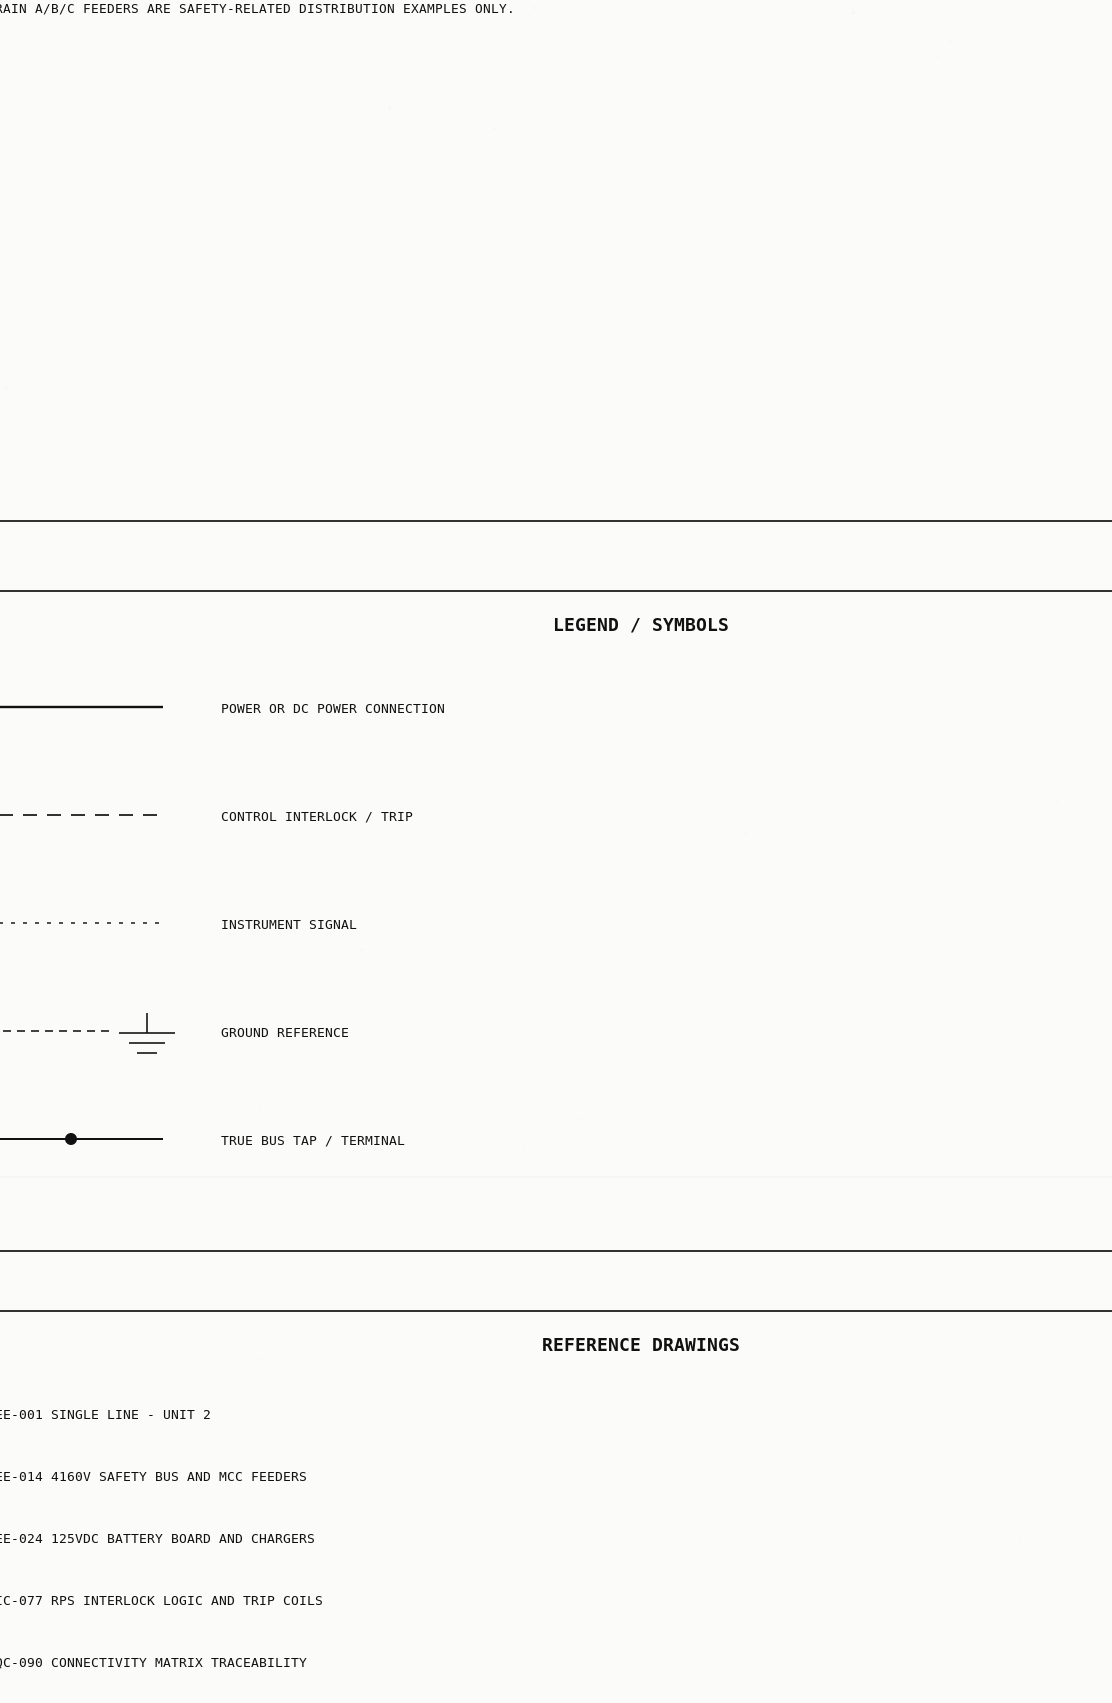 A/B/C FEEDERS ARE SAFETY-RELATED DISTRIBUTION EXAMPLES ONLY.
LEGEND / SYMBOLS
POWER OR DC POWER CONNECTION
CONTROL INTERLOCK / TRIP
INSTRUMENT SIGNAL
GROUND REFERENCE
TRUE BUS TAP / TERMINAL
REFERENCE DRAWINGS
EE-001 SINGLE LINE - UNIT 2
EE-014 4160V SAFETY BUS AND MCC FEEDERS
EE-024 125VDC BATTERY BOARD AND CHARGERS
IC-077 RPS INTERLOCK LOGIC AND TRIP COILS
QC-090 CONNECTIVITY MATRIX TRACEABILITY